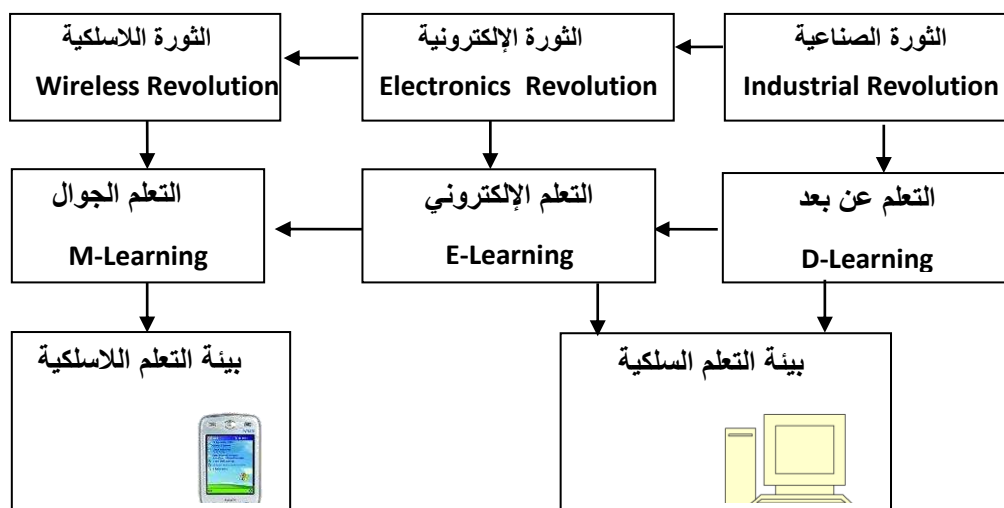 الثورة الصناعية
Industrial Revolution
الثورة الإلكترونية
Electronics Revolution
الثورة اللاسلكية
Wireless Revolution
التعلم عن بعد
D-Learning
التعلم الإلكتروني
E-Learning
التعلم الجوال
M-Learning
بيئة التعلم السلكية
بيئة التعلم اللاسلكية